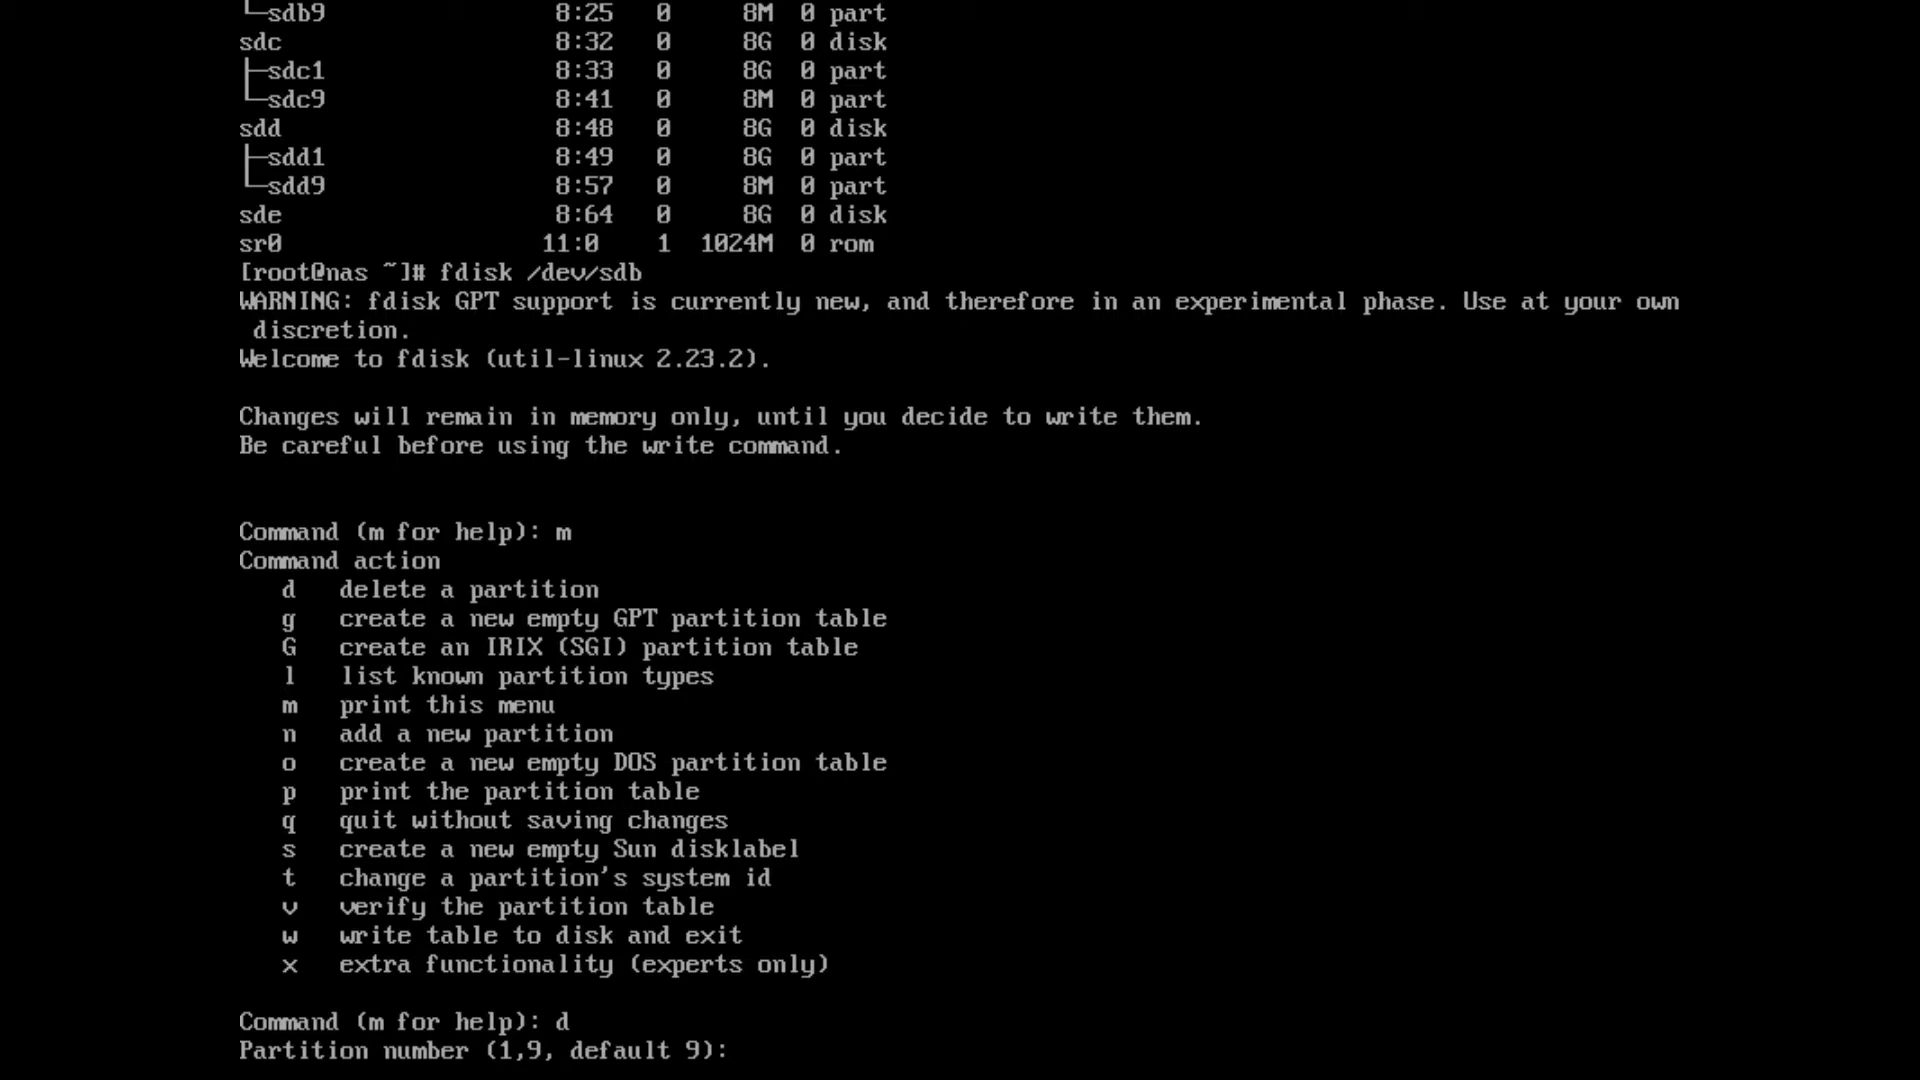 └─sdb9                8:25   0     8M  0 part
sdc                   8:32   0     8G  0 disk
├─sdc1                8:33   0     8G  0 part
└─sdc9                8:41   0     8M  0 part
sdd                   8:48   0     8G  0 disk
├─sdd1                8:49   0     8G  0 part
└─sdd9                8:57   0     8M  0 part
sde                   8:64   0     8G  0 disk
sr0                  11:0    1  1024M  0 rom
[root@nas ~]# fdisk /dev/sdb
WARNING: fdisk GPT support is currently new, and therefore in an experimental phase. Use at your own
 discretion.
Welcome to fdisk (util-linux 2.23.2).

Changes will remain in memory only, until you decide to write them.
Be careful before using the write command.


Command (m for help): m
Command action
   d   delete a partition
   g   create a new empty GPT partition table
   G   create an IRIX (SGI) partition table
   l   list known partition types
   m   print this menu
   n   add a new partition
   o   create a new empty DOS partition table
   p   print the partition table
   q   quit without saving changes
   s   create a new empty Sun disklabel
   t   change a partition's system id
   v   verify the partition table
   w   write table to disk and exit
   x   extra functionality (experts only)

Command (m for help): d
Partition number (1,9, default 9):